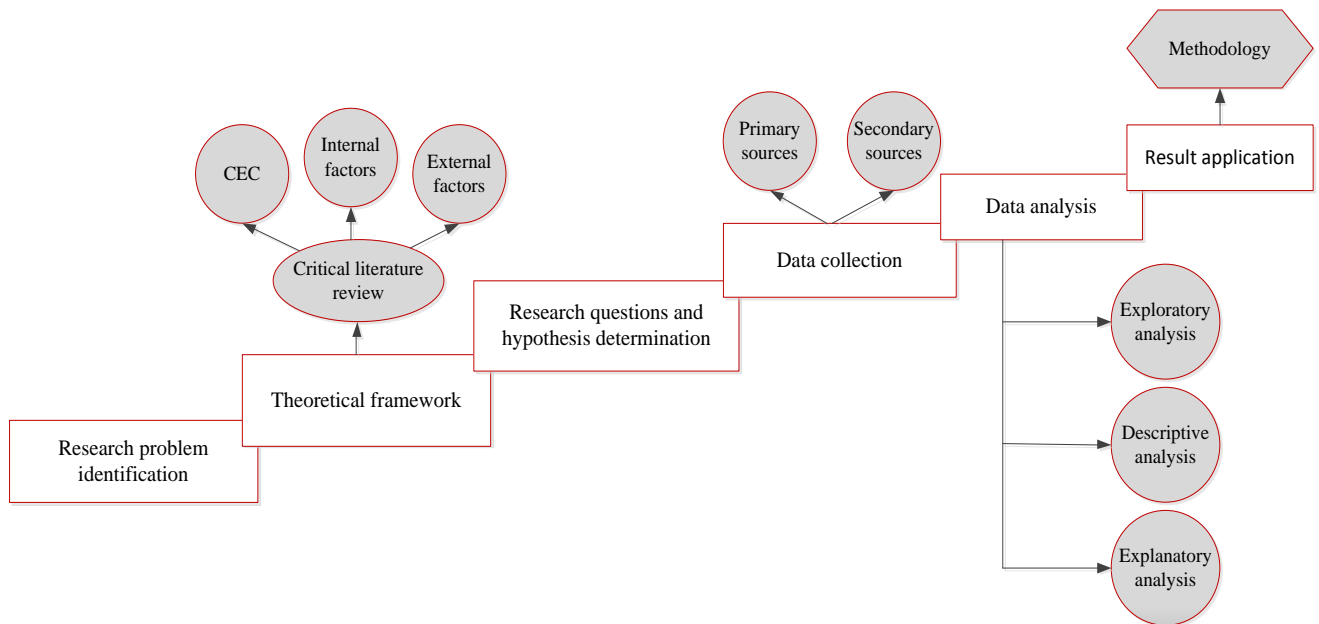 Methodology
Result application
Primary
sources
Secondary
sources
Data analysis
CEC
Internal
factors
External
factors
Critical literature
review
Data collection
Research questions and
hypothesis determination
Theoretical framework
Research problem
identification
Exploratory
analysis
Descriptive
analysis
Explanatory
analysis